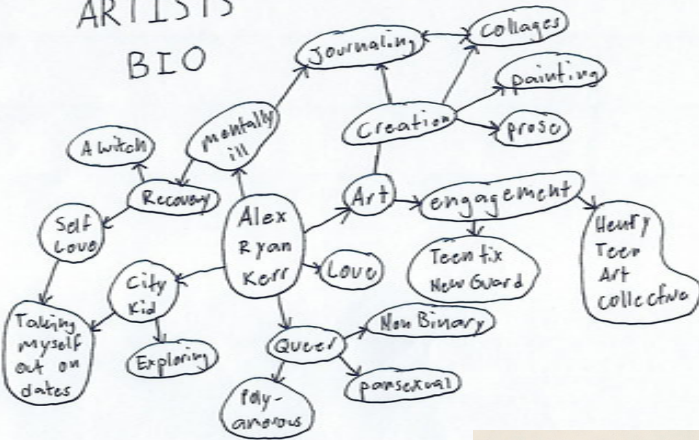 ARTISTS
BIO
Journaling
Collages
painting
prose
Creation
mentally
ill
A witch
Recovery
Self
Love
Taking
myself
out on
dates
City
Kid
Exploring
Alex
Ryan
Kerr
Art
engagement
Teen tix
New Guard
Henry
Teen
Art
Collective
Love
Queer
Non Binary
pansexual
Poly-
amorous